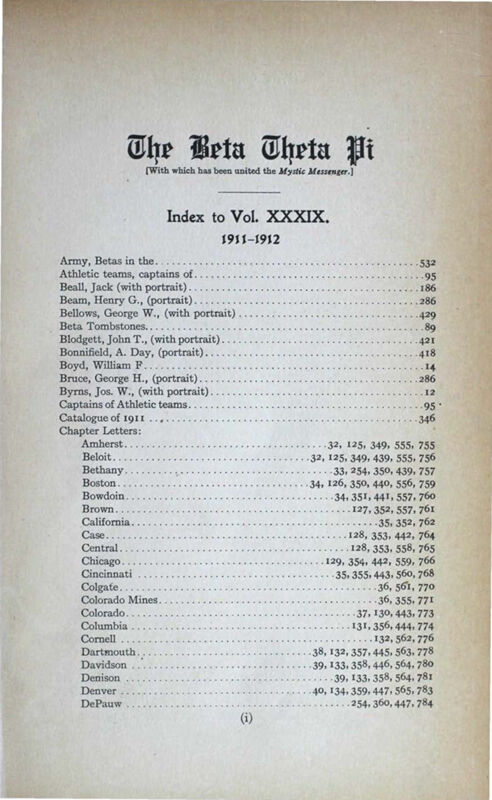 The Beta Theta Pi
[With which has been united the Mystic Messenger.]
Index to Vol. XXXIX.
1911-1912
Army, Betas in the. 532
Athletic teams, captains of. 95
Beall, Jack (with portrait). 186
Beam, Henry G., (portrait). 286
Bellows, George W., (with portrait) 429
Beta Tombstones. 89
Blodgett, John T., (with portrait). 421
Bonnifield, A. Day, (portrait). 418
Boyd, William F. 14
Bruce, George H., (portrait). 286
Byrns, Jos. W., (with portrait). 12
Captains of Athletic teams. 95
Catalogue of 1911 346
Chapter Letters:
Amherst. 32, 125, 349, 555, 755
Beloit. 32, 125, 349, 439, 555, 756
Bethany 33, 254, 350, 439, 757
Boston. 34, 126, 350, 440, 556, 759
Bowdoin. 34, 351, 441, 557, 760
Brown. 127, 352, 557, 761
California. 35, 352, 762
Case. 128, 353, 442, 764
Central. 128, 353, 558, 765
Chicago. 129, 354, 442, 559, 766
Cincinnati 35, 355, 443, 560, 768
Colgate. 36, 561, 770
Colorado Mines. 36, 355, 771
Colorado. 37, 130, 443, 773
Columbia 131, 356, 444, 774
Cornell 132, 562, 776
Dartmouth. 38, 132, 357, 445, 563, 778
Davidson 39, 133, 358, 446, 564, 780
Denison 39, 133, 358, 564, 781
Denver 40, 134, 359, 447, 565, 783
DePauw 254, 360, 447, 784
(i)